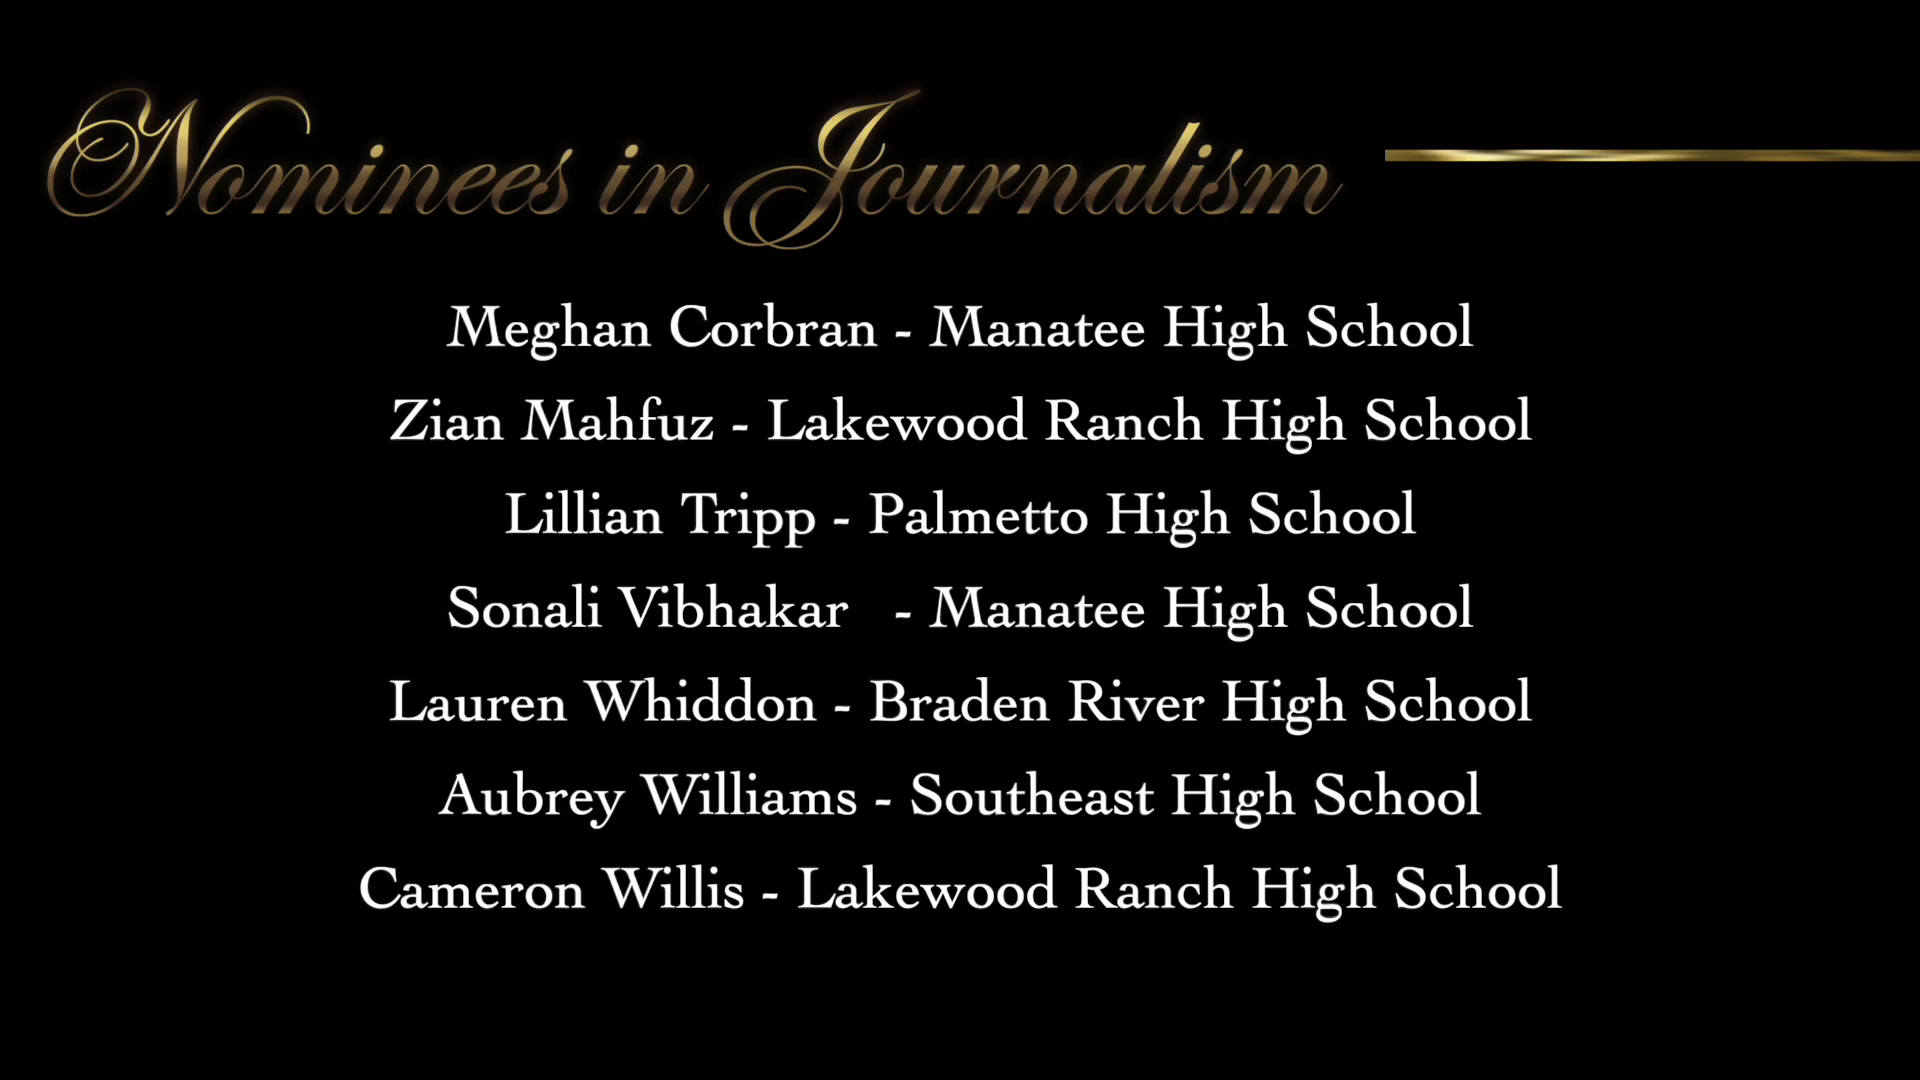 Nominees in Journalism
Meghan Corbran - Manatee High School
Zian Mahfuz - Lakewood Ranch High School
Lillian Tripp - Palmetto High School
Sonali Vibhakar - Manatee High School
Lauren Whiddon - Braden River High School
Aubrey Williams - Southeast High School
Cameron Willis - Lakewood Ranch High School